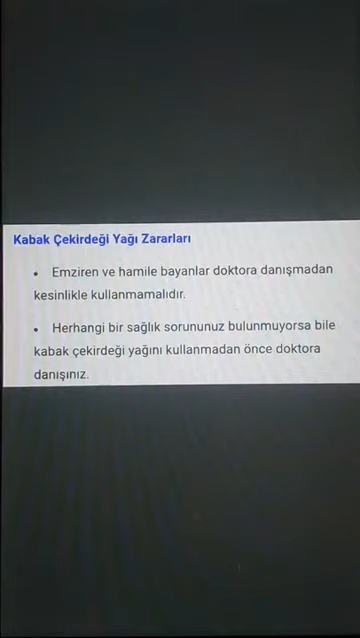 Kabak Çekirdeği Yağı Zararları
• Emziren ve hamile bayanlar doktora danışmadan
kesinlikle kullanmamalıdır.
• Herhangi bir sağlık sorununuz bulunmuyorsa bile
kabak çekirdeği yağını kullanmadan önce doktora
danışınız.